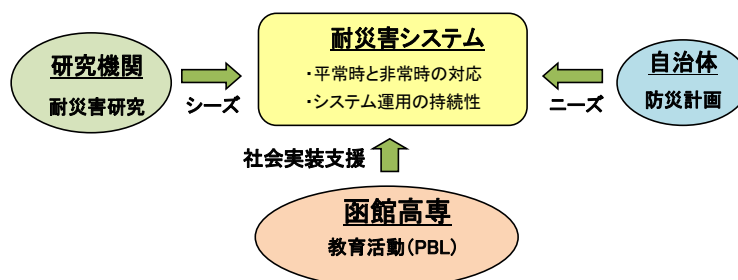 研究機関
耐災害研究
シーズ
耐災害システム
・平常時と非常時の対応
・システム運用の持続性
ニーズ
自治体
防災計画
社会実装支援
函館高専
教育活動(PBL)